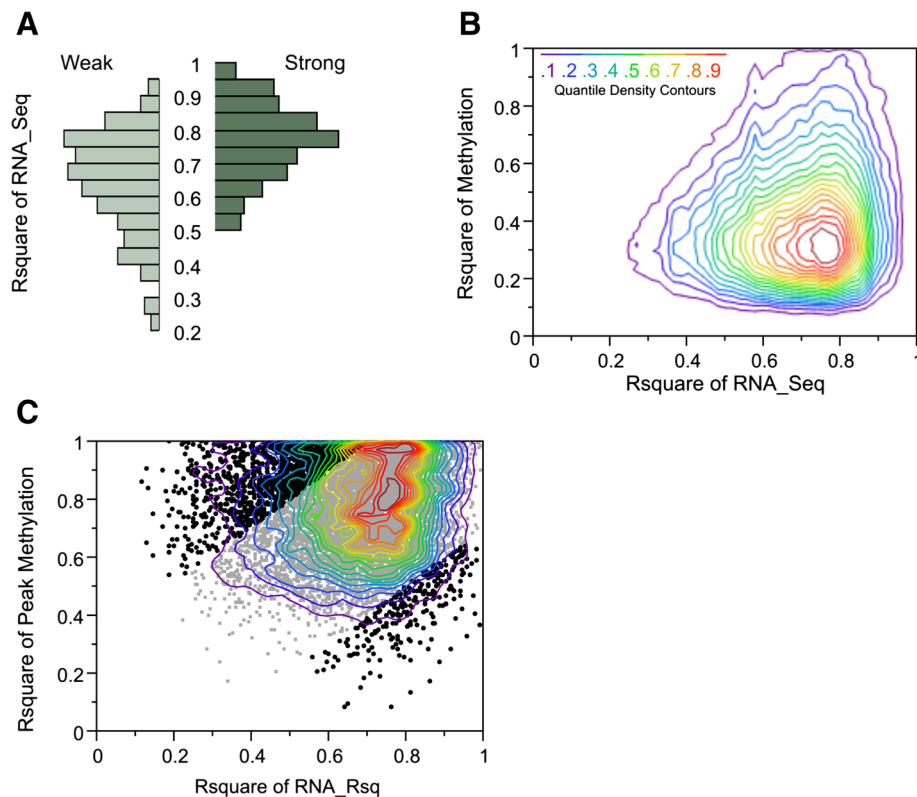 A
Weak
Strong
Rsquare of RNA_Seq
1
0.9
0.8
0.7
0.6
0.5
0.4
0.3
0.2
B
.1 .2 .3 .4 .5 .6 .7 .8 .9
Quantile Density Contours
Rsquare of Methylation
1
0.8
0.6
0.4
0.2
0
0 0.2 0.4 0.6 0.8 1
Rsquare of RNA_Seq
C
Rsquare of Peak Methylation
1
0.8
0.6
0.4
0.2
0
0 0.2 0.4 0.6 0.8 1
Rsquare of RNA_Rsq